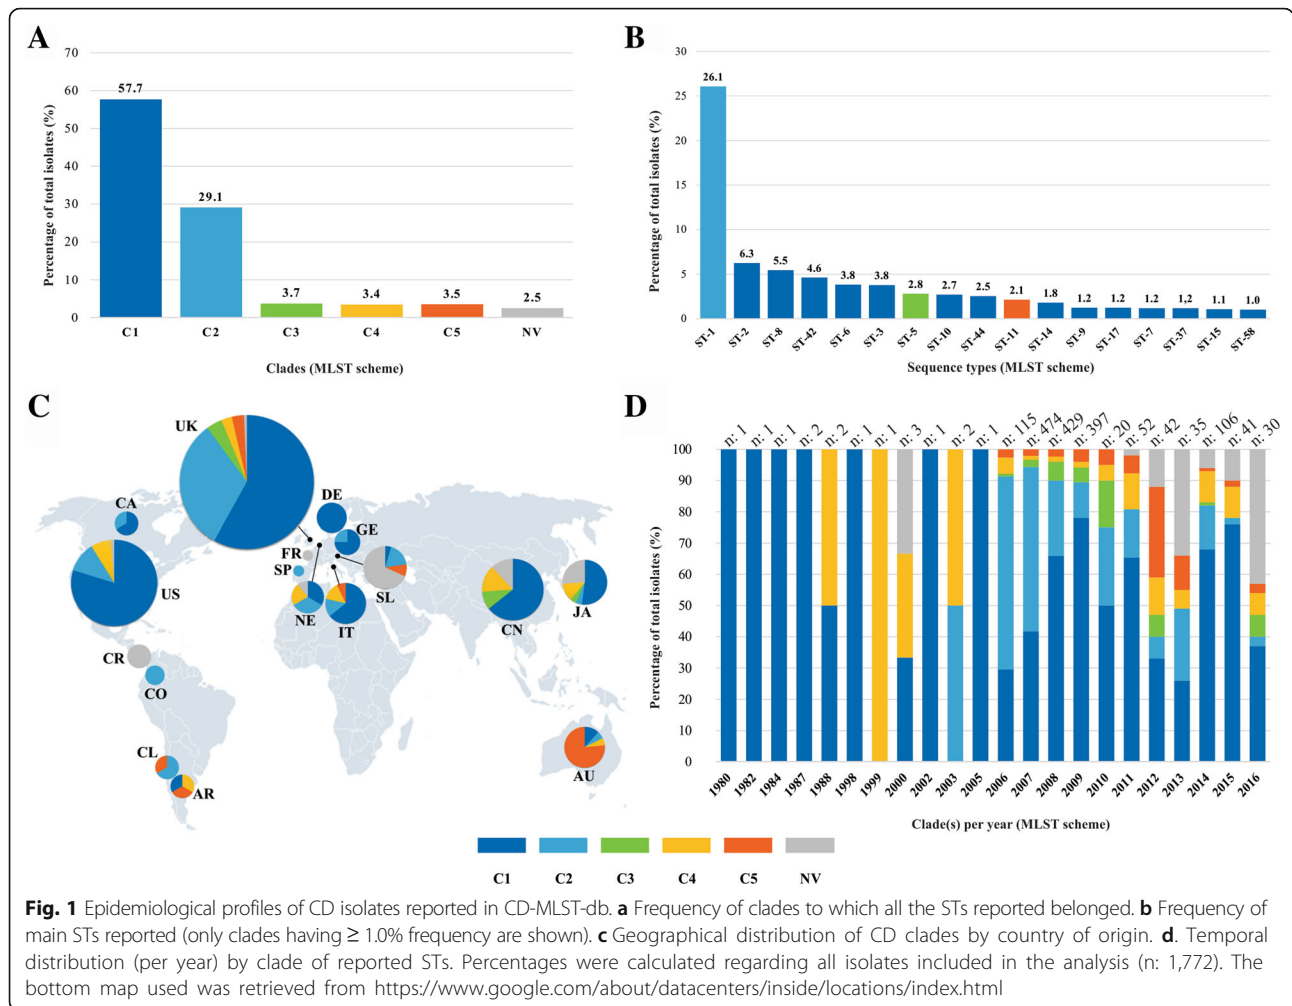 A
Percentage of total isolates (%)
70
60
50
40
30
20
10
0
57.7
29.1
3.7
3.4
3.5
2.5
C1 C2 C3 C4 C5 NV
Clades (MLST scheme)
B
Percentage of total isolates (%)
30
25
20
15
10
5
0
26.1
6.3
5.5
4.6
3.8
3.8
2.8
2.7
2.5
2.1
1.8
1.2
1.2
1.2
1,2
1.1
1.0
ST-1 ST-2 ST-8 ST-42 ST-6 ST-3 ST-5 ST-10 ST-44 ST-11 ST-14 ST-9 ST-17 ST-7 ST-37 ST-15 ST-58
Sequence types (MLST scheme)
C
UK
CA
US
DE
GE
FR
SP
NE
IT
SL
CN
JA
CR
CO
CL
AR
AU
D
n: 1 n: 1 n: 1 n: 2 n: 2 n: 1 n: 1 n: 3 n: 1 n: 2 n: 1 n: 115 n: 474 n: 429 n: 397 n: 20 n: 52 n: 42 n: 35 n: 106 n: 41 n: 30
Percentage of total isolates (%)
100
90
80
70
60
50
40
30
20
10
0
1980 1982 1984 1987 1988 1998 1999 2000 2002 2003 2005 2006 2007 2008 2009 2010 2011 2012 2013 2014 2015 2016
Clade(s) per year (MLST scheme)
C1 C2 C3 C4 C5 NV
Fig. 1 Epidemiological profiles of CD isolates reported in CD-MLST-db. a Frequency of clades to which all the STs reported belonged. b Frequency of
main STs reported (only clades having ≥ 1.0% frequency are shown). c Geographical distribution of CD clades by country of origin. d. Temporal
distribution (per year) by clade of reported STs. Percentages were calculated regarding all isolates included in the analysis (n: 1,772). The
bottom map used was retrieved from https://www.google.com/about/datacenters/inside/locations/index.html